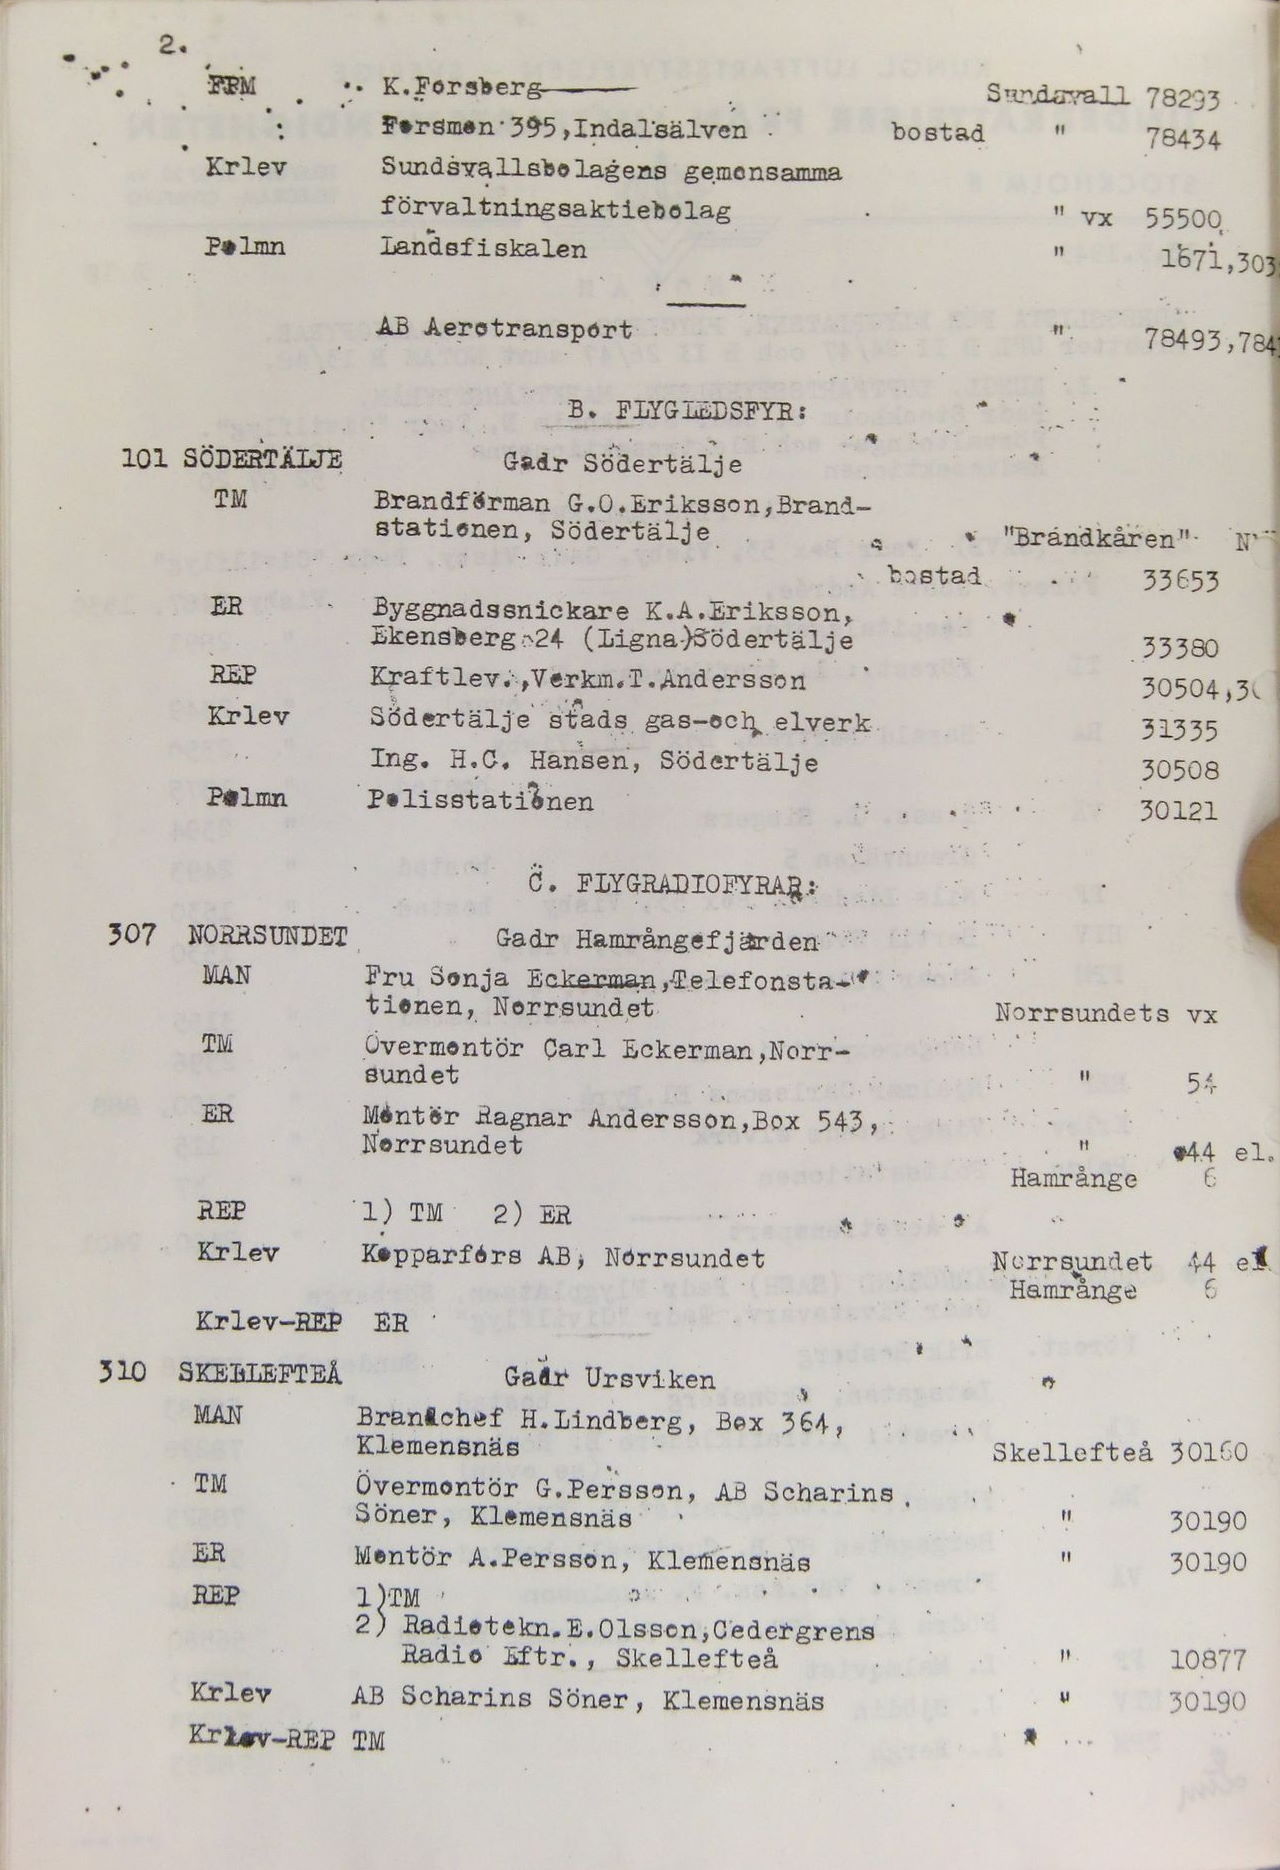 2.
FPM K.Forsberg Sundsvall 78293
Forsmon 395,Indalsälven bostad " 78434
Krlev Sundsvallsbolagens gemensamma
förvaltningsaktiebolag " vx 55500
Polmn Landsfiskalen " 1671,303
AB Aerotransport " 78493,784
B. FLYGLEDSFYR:
101 SÖDERTÄLJE Gadr Södertälje
TM Brandförman G.O.Eriksson,Brand-
stationen, Södertälje "Brandkåren" N
bostad 33653
ER Byggnadssnickare K.A.Eriksson,
Ekensberg 24 (Ligna)Södertälje 33380
REP Kraftlev.,Verkm.T.Andersson 30504,3
Krlev Södertälje stads gas-och elverk 31335
Ing. H.C. Hansen, Södertälje 30508
Polmn Polisstationen 30121
C. FLYGRADIOFYRAR:
307 NORRSUNDET Gadr Hamrångefjärden
MAN Fru Sonja Eckerman,Telefonsta-
tionen, Norrsundet Norrsundets vx
TM Övermontör Carl Eckerman,Norr-
sundet " 54
ER Montör Ragnar Andersson,Box 543,
Norrsundet " 44 el.
Hamrånge 6
REP 1) TM 2) ER
Krlev Kopparfors AB, Norrsundet Norrsundet 44 el
Hamrånge 6
Krlev-REP ER
310 SKELLEFTEÅ Gadr Ursviken
MAN Brandchef H.Lindberg, Box 364,
Klemensnäs Skellefteå 30160
TM Övermontör G.Persson, AB Scharins
Söner, Klemensnäs " 30190
ER Montör A.Persson, Klemensnäs " 30190
REP 1)TM
2) Radiotekn.E.Olsson,Cedergrens
Radio Eftr., Skellefteå " 10877
Krlev AB Scharins Söner, Klemensnäs " 30190
Krlev-REP TM